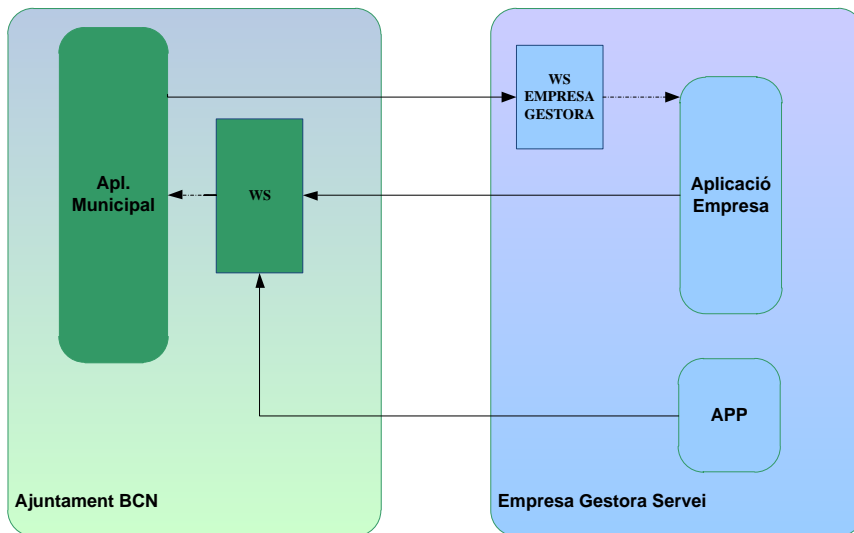 WS
EMPRESA
GESTORA
Apl.
Municipal
WS
Aplicació
Empresa
APP
Ajuntament BCN
Empresa Gestora Servei